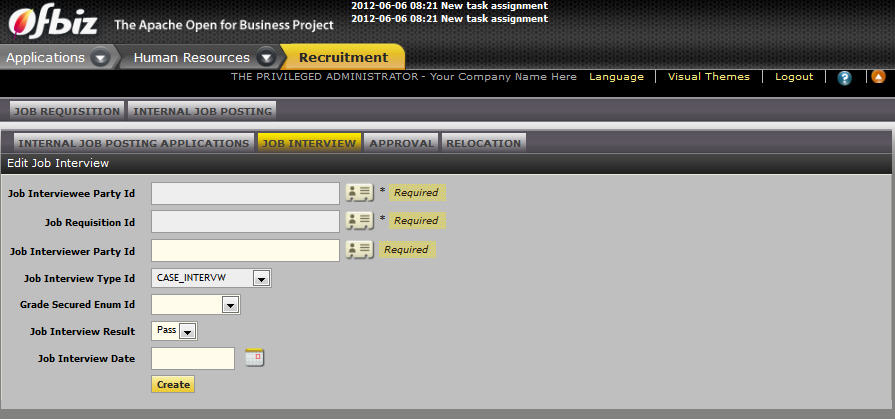 2012-06-06 08:21 New task assignment
2012-06-06 08:21 New task assignment
Ofbiz The Apache Open for Business Project
Applications Human Resources Recruitment
THE PRIVILEGED ADMINISTRATOR - Your Company Name Here Language Visual Themes Logout ?
JOB REQUISITION INTERNAL JOB POSTING
INTERNAL JOB POSTING APPLICATIONS JOB INTERVIEW APPROVAL RELOCATION
Edit Job Interview
Job Interviewee Party Id * Required
Job Requisition Id * Required
Job Interviewer Party Id Required
Job Interview Type Id CASE_INTERVW
Grade Secured Enum Id
Job Interview Result Pass
Job Interview Date
Create